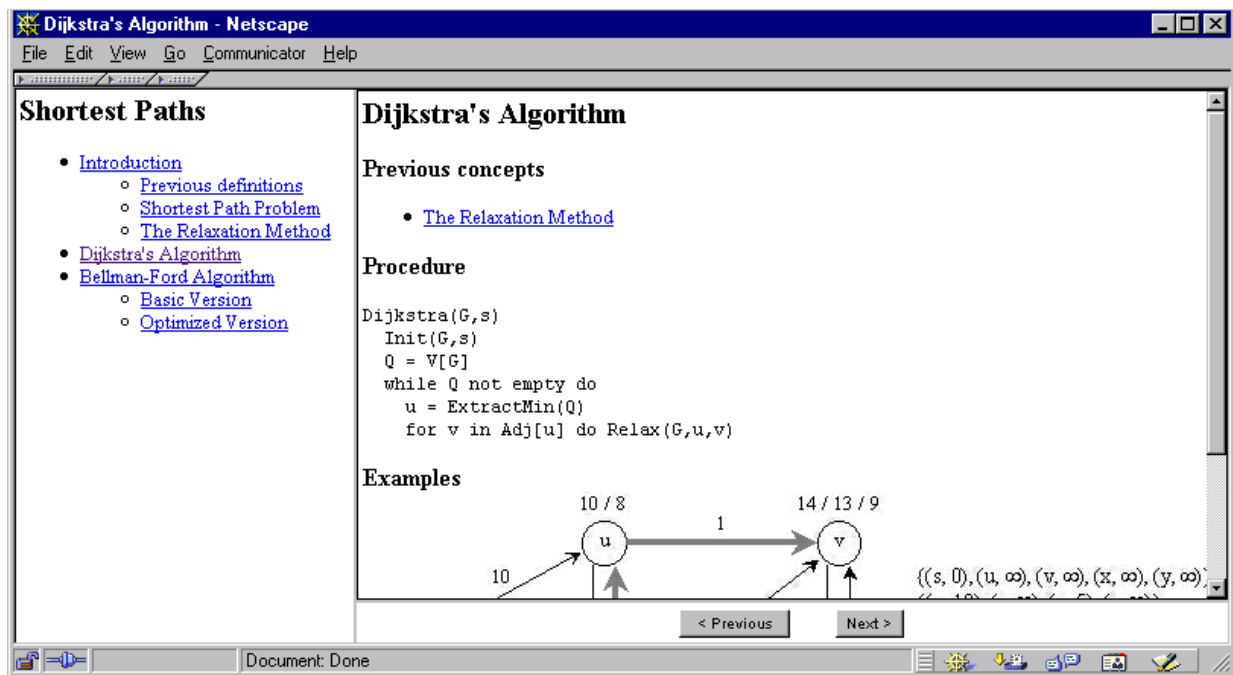 Dijkstra's Algorithm - Netscape
File Edit View Go Communicator Help
Shortest Paths
Introduction
Previous definitions
Shortest Path Problem
The Relaxation Method
Dijkstra's Algorithm
Bellman-Ford Algorithm
Basic Version
Optimized Version
Dijkstra's Algorithm
Previous concepts
The Relaxation Method
Procedure
Dijkstra(G,s)
Init(G,s)
Q = V[G]
while Q not empty do
u = ExtractMin(Q)
for v in Adj[u] do Relax(G,u,v)
Examples
10 / 8
14 / 13 / 9
1
u
v
10
{(s, 0), (u, ∞), (v, ∞), (x, ∞), (y, ∞)
< Previous
Next >
Document: Done